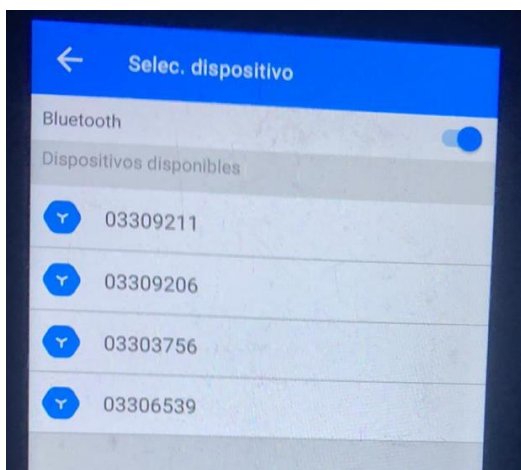 Selec. dispositivo
Bluetooth
Dispositivos disponibles
03309211
03309206
03303756
03306539